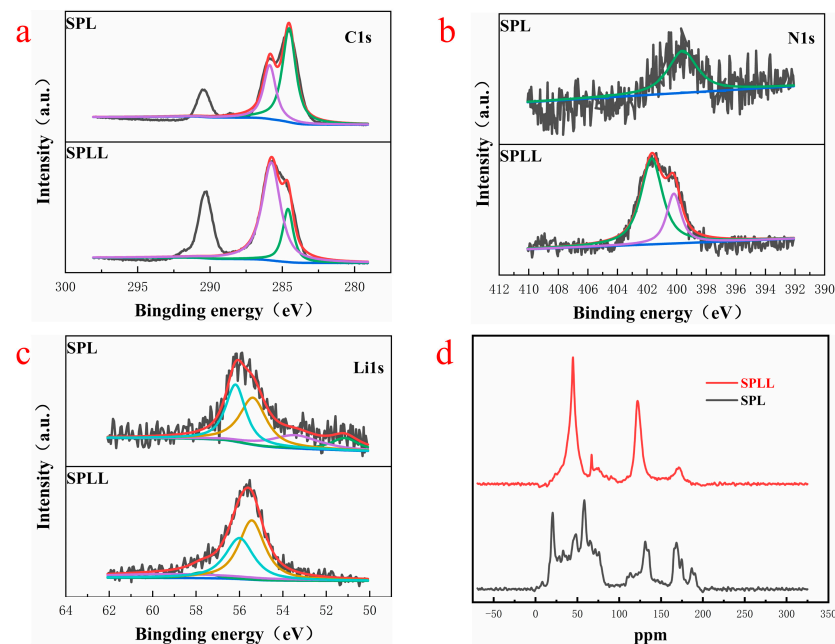 a
SPL
C1s
SPLL
Intensity（a.u.）
300 295 290 285 280
Bingding energy（eV）
b
SPL
N1s
SPLL
Intensity（a.u.）
412 410 408 406 404 402 400 398 396 394 392 390
Binding energy（eV）
c
SPL
Li1s
SPLL
Intensity（a.u.）
64 62 60 58 56 54 52 50
Bingding energy（eV）
d
SPLL
SPL
-50 0 50 100 150 200 250 300 350
ppm